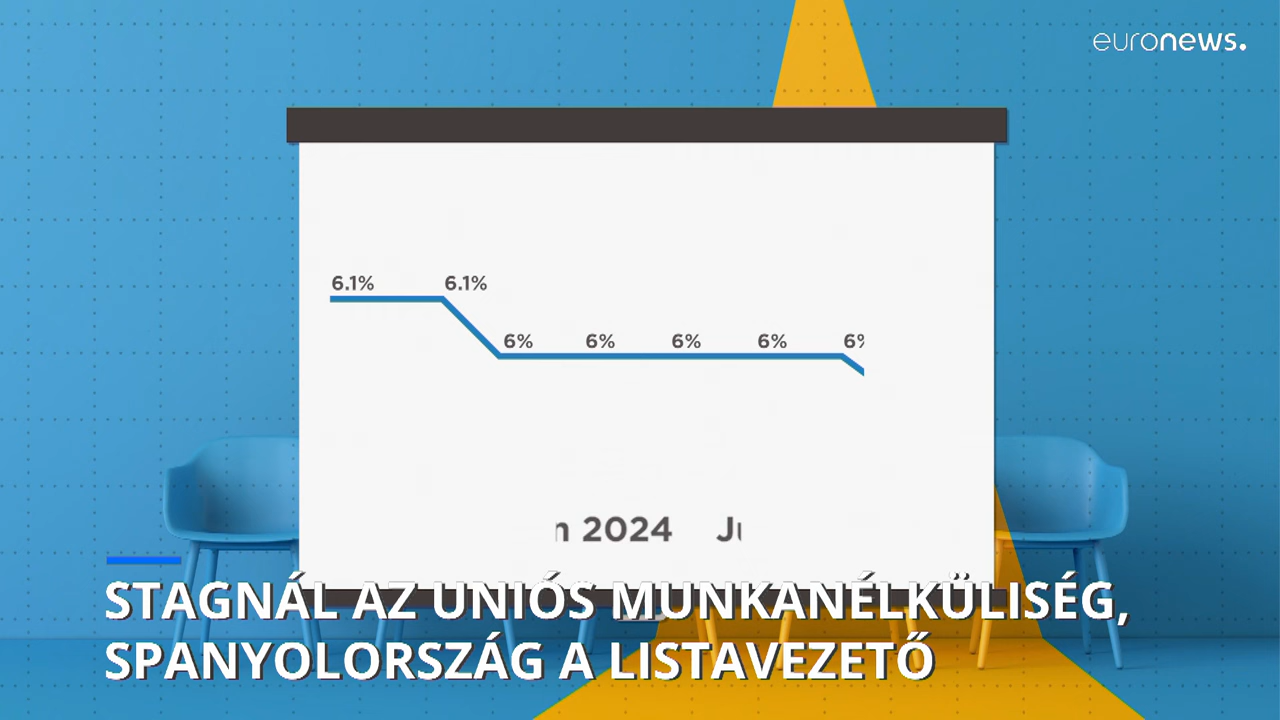 euronews.
6.1% 6.1%
6% 6% 6% 6%
2024
STAGNÁL AZ UNIÓS MUNKANÉLKÜLISÉG,
SPANYOLORSZÁG A LISTAVEZETŐ